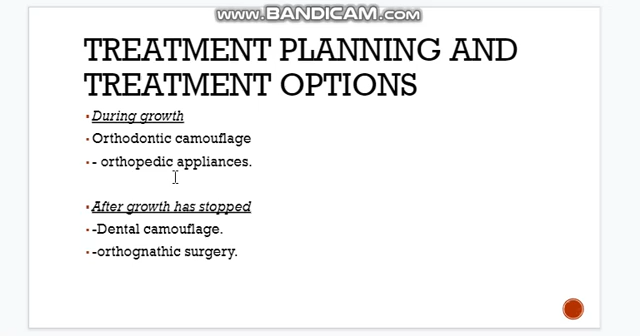 www.BANDICAM.com
TREATMENT PLANNING AND
TREATMENT OPTIONS
▪During growth
▪Orthodontic camouflage
▪- orthopedic appliances.
▪After growth has stopped
▪-Dental camouflage.
▪-orthognathic surgery.